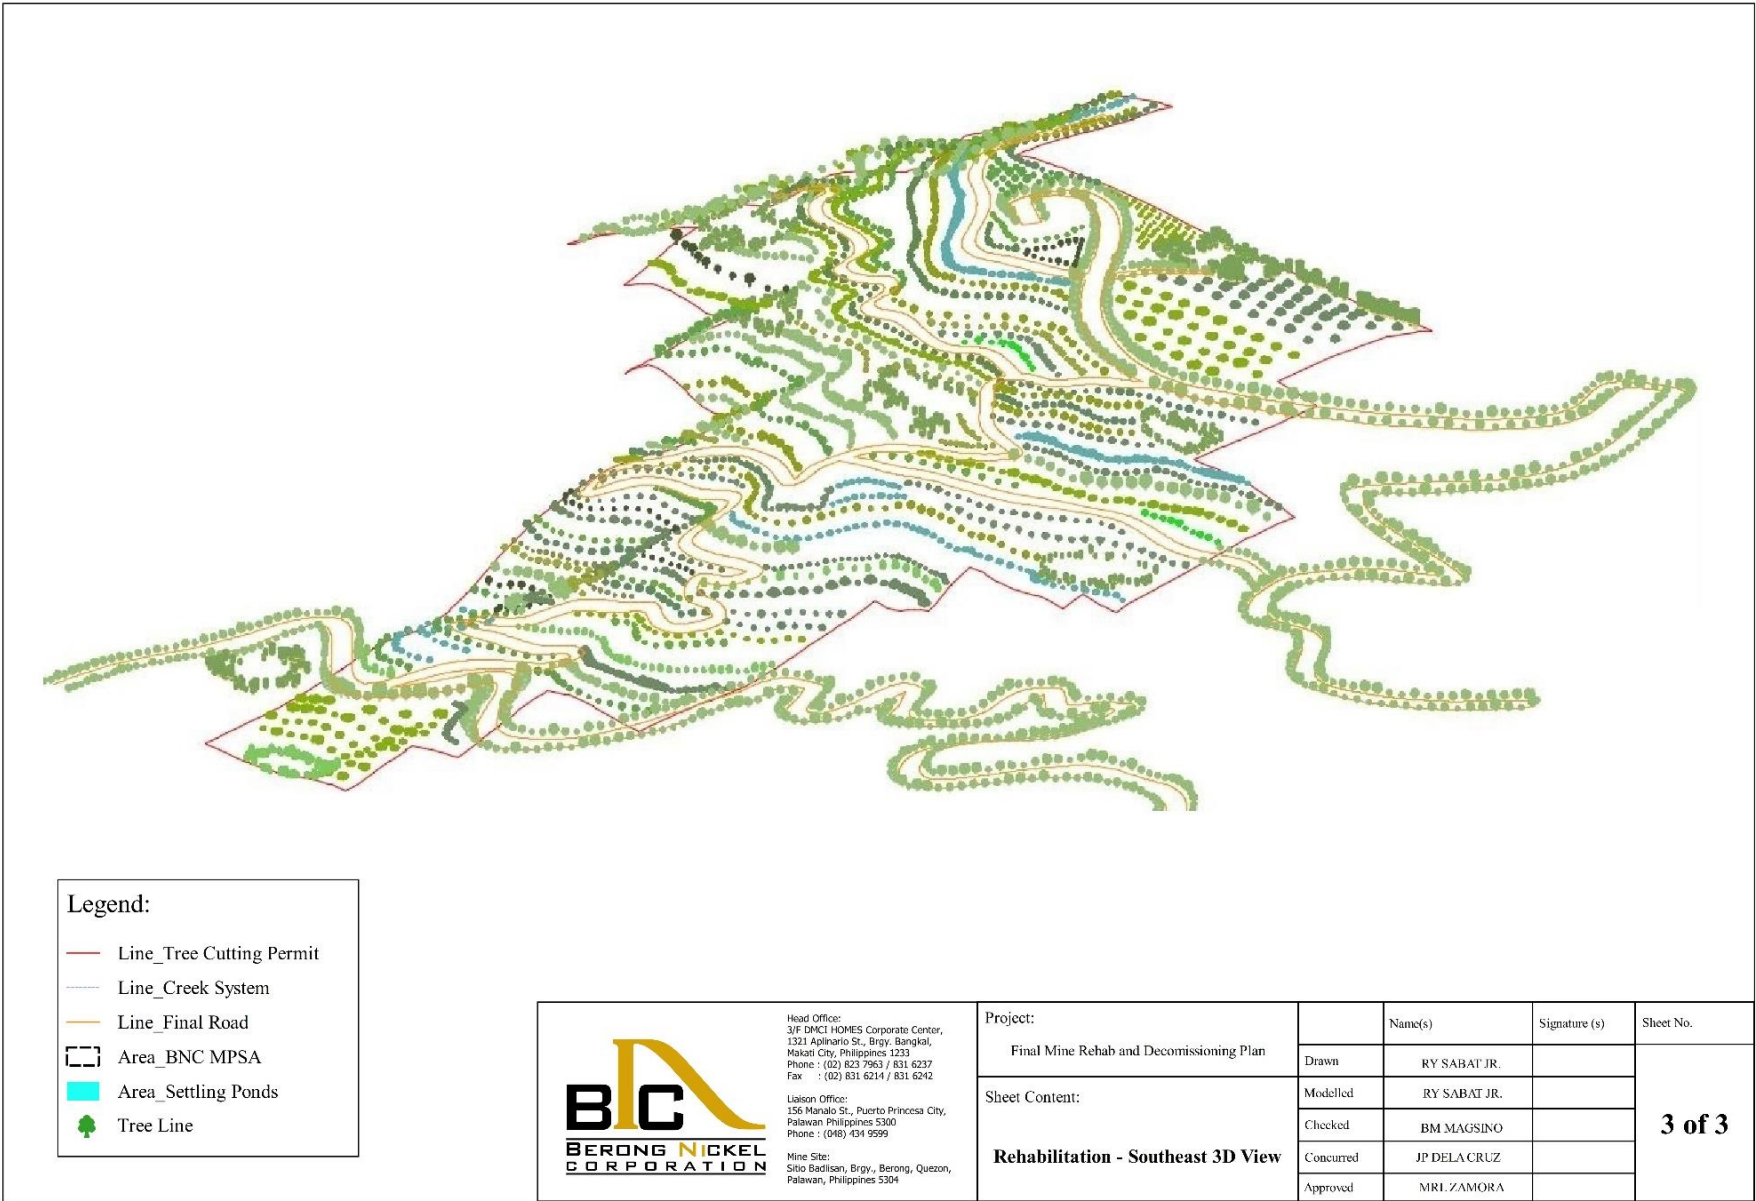 Legend:
Line_Tree Cutting Permit
Line_Creek System
Line_Final Road
Area_BNC MPSA
Area_Settling Ponds
Tree Line
BNC
BERONG NICKEL
CORPORATION
Head Office:
3/F DMCI HOMES Corporate Center,
1321 Aplinario St., Brgy. Bangkal,
Makati City, Philippines 1233
Phone : (02) 823 7963 / 831 6237
Fax : (02) 831 6214 / 831 6242
Liaison Office:
156 Manalo St., Puerto Princesa City,
Palawan Philippines 5300
Phone : (048) 434 9599
Mine Site:
Sitio Badlisan, Brgy., Berong, Quezon,
Palawan, Philippines 5304
Project:
Final Mine Rehab and Decomissioning Plan
Sheet Content:
Rehabilitation - Southeast 3D View
Name(s) Signature (s) Sheet No.
Drawn RY SABAT JR.
Modelled RY SABAT JR.
Checked BM MAGSINO
Concurred JP DELA CRUZ
Approved MRL ZAMORA
3 of 3